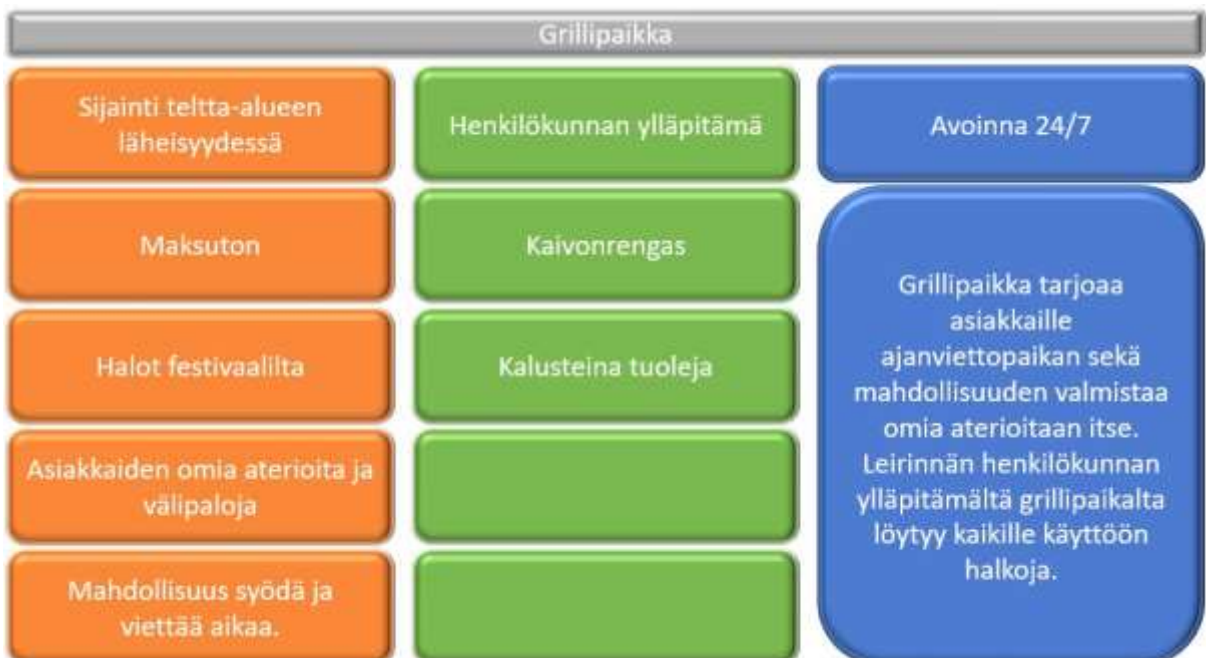 Grillipaikka
Sijainti teltta-alueen
läheisyydessä
Maksuton
Halot festivaalilta
Asiakkaiden omia aterioita ja
välipaloja
Mahdollisuus syödä ja
viettää aikaa.
Henkilökunnan ylläpitämä
Kaivonrengas
Kalusteina tuoleja
Avoinna 24/7
Grillipaikka tarjoaa
asiakkaille
ajanviettopaikan sekä
mahdollisuuden valmistaa
omia aterioitaan itse.
Leirinnän henkilökunnan
ylläpitämältä grillipaikalta
löytyy kaikille käyttöön
halkoja.